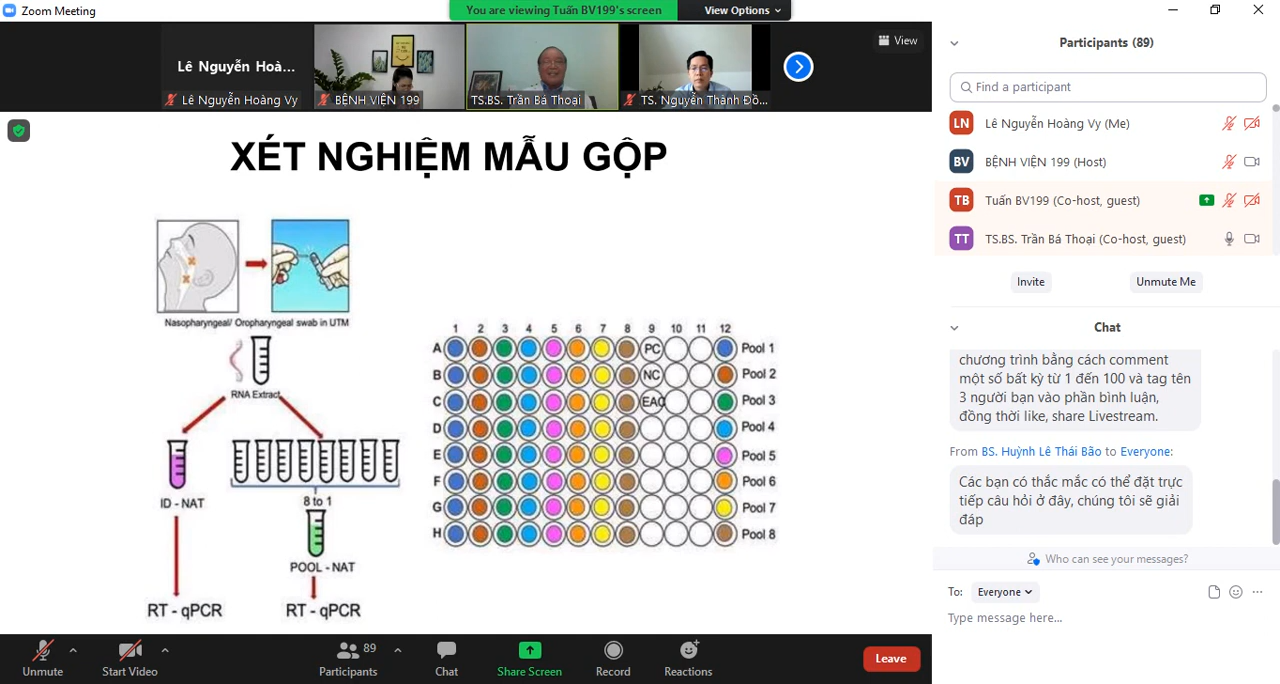 Zoom Meeting
You are viewing Tuấn BV199's screen
View Options
Lê Nguyễn Hoà...
Lê Nguyễn Hoàng Vy
BỆNH VIỆN 199
TS.BS. Trần Bá Thoại
TS. Nguyễn Thành Đồ...
View
XÉT NGHIỆM MẪU GỘP
Nasopharyngeal/ Oropharyngeal swab in UTM
RNA Extract
ID - NAT
8 to 1
POOL - NAT
RT - qPCR
RT - qPCR
1 2 3 4 5 6 7 8 9 10 11 12
A PC Pool 1
B NC Pool 2
C EAC Pool 3
D Pool 4
E Pool 5
F Pool 6
G Pool 7
H Pool 8
Participants (89)
Find a participant
LN Lê Nguyễn Hoàng Vy (Me)
BV BỆNH VIỆN 199 (Host)
TB Tuấn BV199 (Co-host, guest)
TT TS.BS. Trần Bá Thoại (Co-host, guest)
Invite
Unmute Me
Chat
chương trình bằng cách comment
một số bất kỳ từ 1 đến 100 và tag tên
3 người bạn vào phần bình luận,
đồng thời like, share Livestream.
From BS. Huỳnh Lê Thái Bão to Everyone:
Các bạn có thắc mắc có thể đặt trực
tiếp câu hỏi ở đây, chúng tôi sẽ giải
đáp
Who can see your messages?
To: Everyone
Type message here...
Unmute
Start Video
Participants
89
Chat
Share Screen
Record
Reactions
Leave